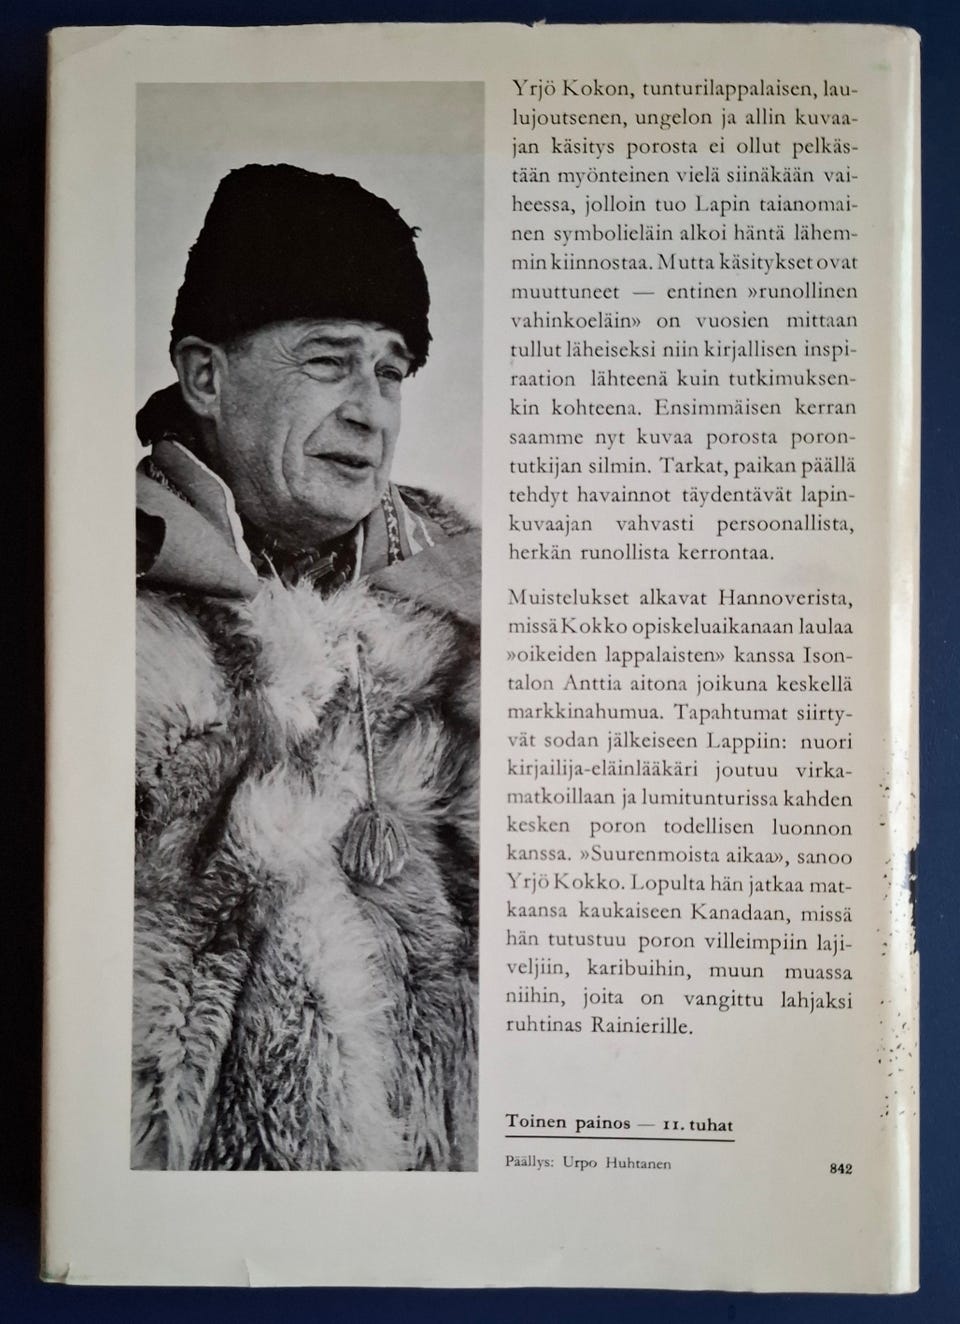 Yrjö Kokon, tunturilappalaisen, lau-
lujoutsenen, ungelon ja allin kuvaa-
jan käsitys porosta ei ollut pelkäs-
tään myönteinen vielä siinäkään vai-
heessa, jolloin tuo Lapin taianomai-
nen symbolieläin alkoi häntä lähem-
min kiinnostaa. Mutta käsitykset ovat
muuttuneet — entinen »runollinen
vahinkoeläin» on vuosien mittaan
tullut läheiseksi niin kirjallisen inspi-
raation lähteenä kuin tutkimuksen-
kin kohteena. Ensimmäisen kerran
saamme nyt kuvaa porosta poron-
tutkijan silmin. Tarkat, paikan päällä
tehdyt havainnot täydentävät lapin-
kuvaajan vahvasti persoonallista,
herkän runollista kerrontaa.
Muistelukset alkavat Hannoverista,
missä Kokko opiskeluaikanaan laulaa
»oikeiden lappalaisten» kanssa Ison-
talon Anttia aitona joikuna keskellä
markkinahumua. Tapahtumat siirty-
vät sodan jälkeiseen Lappiin: nuori
kirjailija-eläinlääkäri joutuu virka-
matkoillaan ja lumitunturissa kahden
kesken poron todellisen luonnon
kanssa. »Suurenmoista aikaa», sanoo
Yrjö Kokko. Lopulta hän jatkaa mat-
kaansa kaukaiseen Kanadaan, missä
hän tutustuu poron villeimpiin laji-
veljiin, karibuihin, muun muassa
niihin, joita on vangittu lahjaksi
ruhtinas Rainierille.
Toinen painos — 11. tuhat
Päällys: Urpo Huhtanen
842